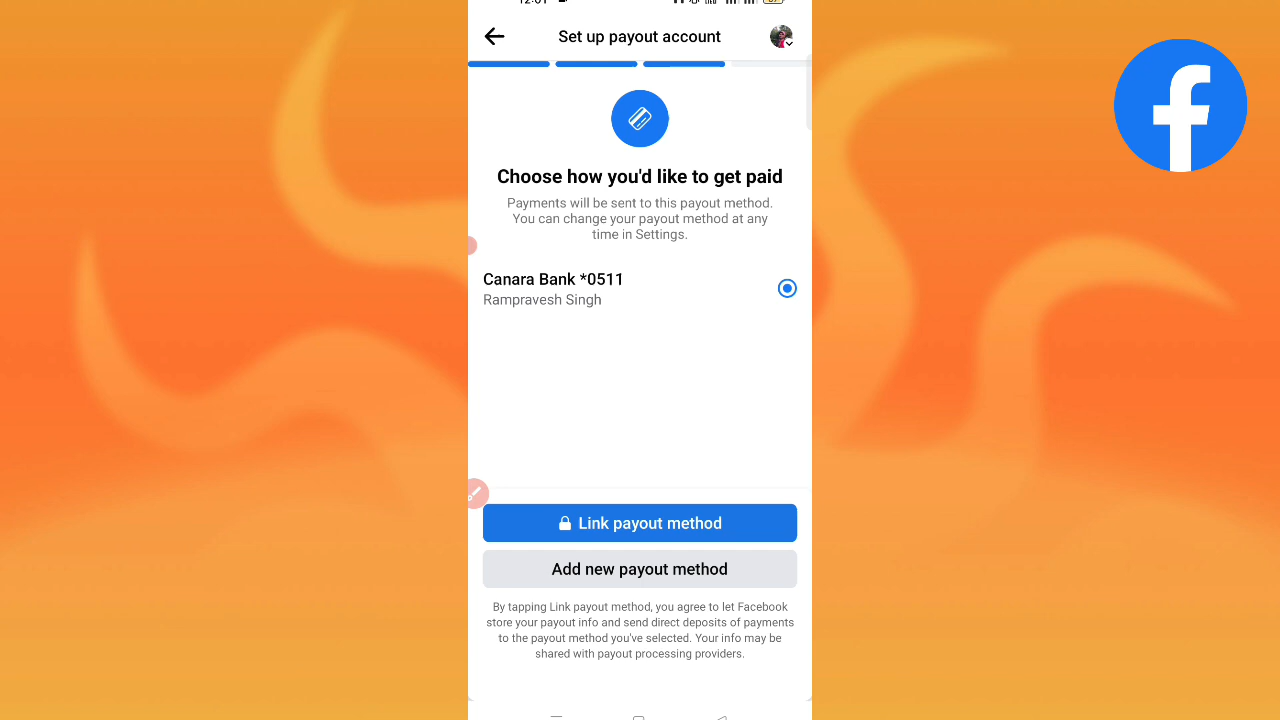 Set up payout account
Choose how you'd like to get paid
Payments will be sent to this payout method.
You can change your payout method at any
time in Settings.
Canara Bank *0511
Rampravesh Singh
Link payout method
Add new payout method
By tapping Link payout method, you agree to let Facebook
store your payout info and send direct deposits of payments
to the payout method you've selected. Your info may be
shared with payout processing providers.